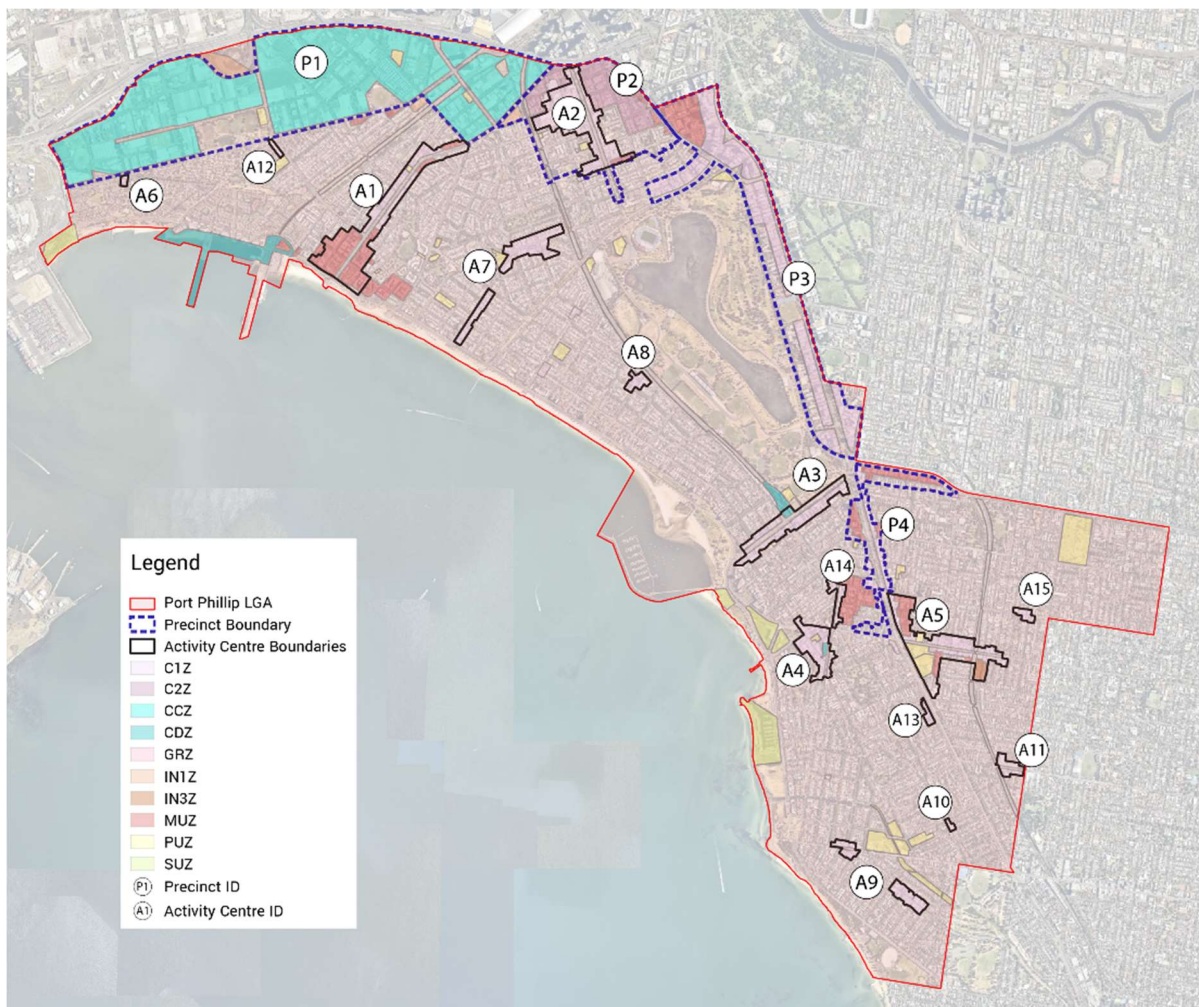 P1
P2
A2
A12
A6
A1
A7
P3
A8
A3
P4
A14
A15
A5
A4
A13
A11
A10
A9
Legend
Port Phillip LGA
Precinct Boundary
Activity Centre Boundaries
C1Z
C2Z
CCZ
CDZ
GRZ
IN1Z
IN3Z
MUZ
PUZ
SUZ
P1 Precinct ID
A1 Activity Centre ID